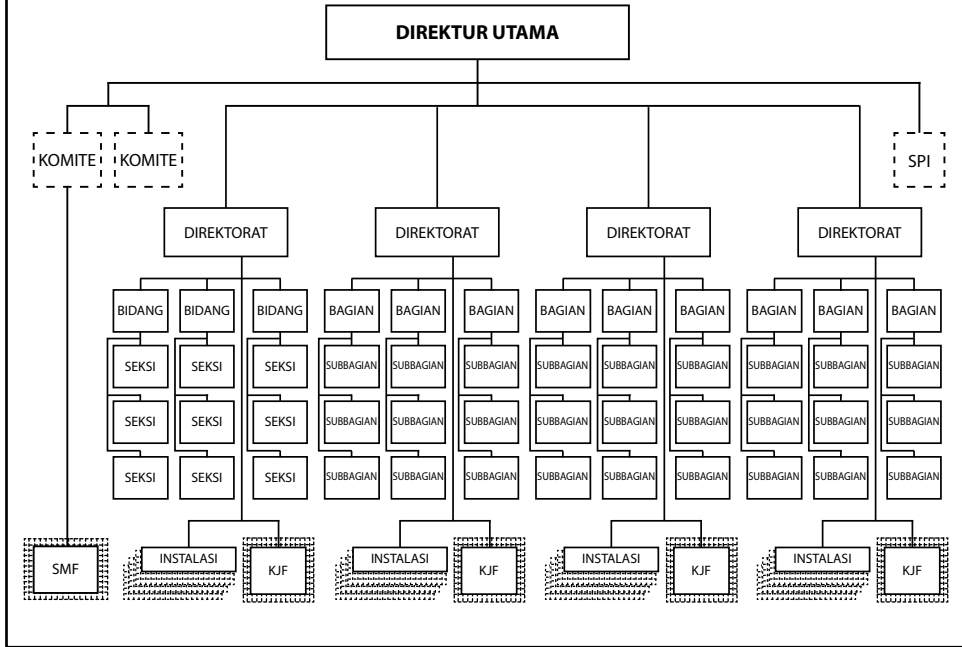 DIREKTUR UTAMA
KOMITE KOMITE SPI
DIREKTORAT DIREKTORAT DIREKTORAT DIREKTORAT
BIDANG BIDANG BIDANG BAGIAN BAGIAN BAGIAN BAGIAN BAGIAN BAGIAN BAGIAN BAGIAN BAGIAN
SEKSI SEKSI SEKSI SUBBAGIAN SUBBAGIAN SUBBAGIAN SUBBAGIAN SUBBAGIAN SUBBAGIAN SUBBAGIAN SUBBAGIAN SUBBAGIAN
SEKSI SEKSI SEKSI SUBBAGIAN SUBBAGIAN SUBBAGIAN SUBBAGIAN SUBBAGIAN SUBBAGIAN SUBBAGIAN SUBBAGIAN SUBBAGIAN
SEKSI SEKSI SEKSI SUBBAGIAN SUBBAGIAN SUBBAGIAN SUBBAGIAN SUBBAGIAN SUBBAGIAN SUBBAGIAN SUBBAGIAN SUBBAGIAN
SMF INSTALASI KJF INSTALASI KJF INSTALASI KJF INSTALASI KJF